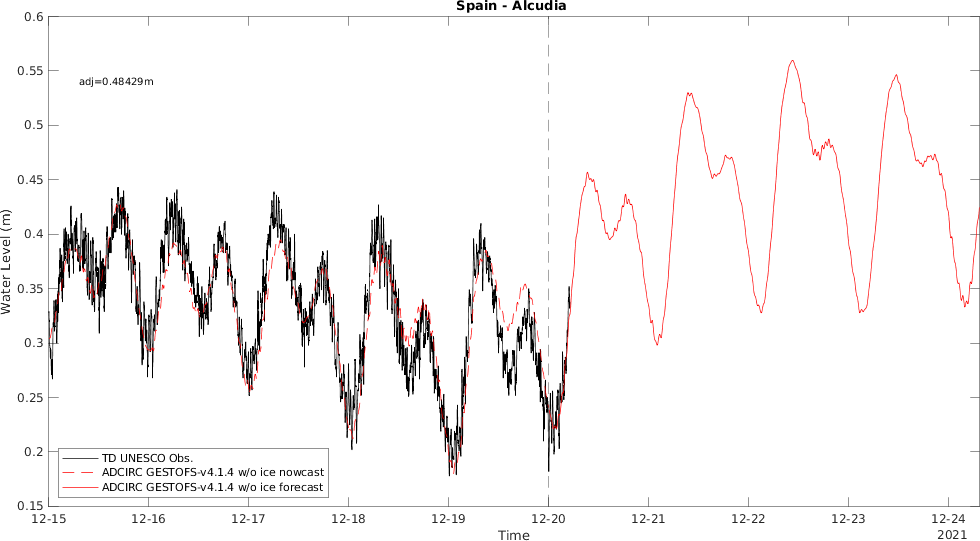 Spain - Alcudia
0.6
0.55
adj=0.48429m
0.5
0.45
0.4
0.35
0.3
0.25
0.2
0.15
Water Level (m)
TD UNESCO Obs.
ADCIRC GESTOFS-v4.1.4 w/o ice nowcast
ADCIRC GESTOFS-v4.1.4 w/o ice forecast
12-15 12-16 12-17 12-18 12-19 12-20 12-21 12-22 12-23 12-24
Time
2021